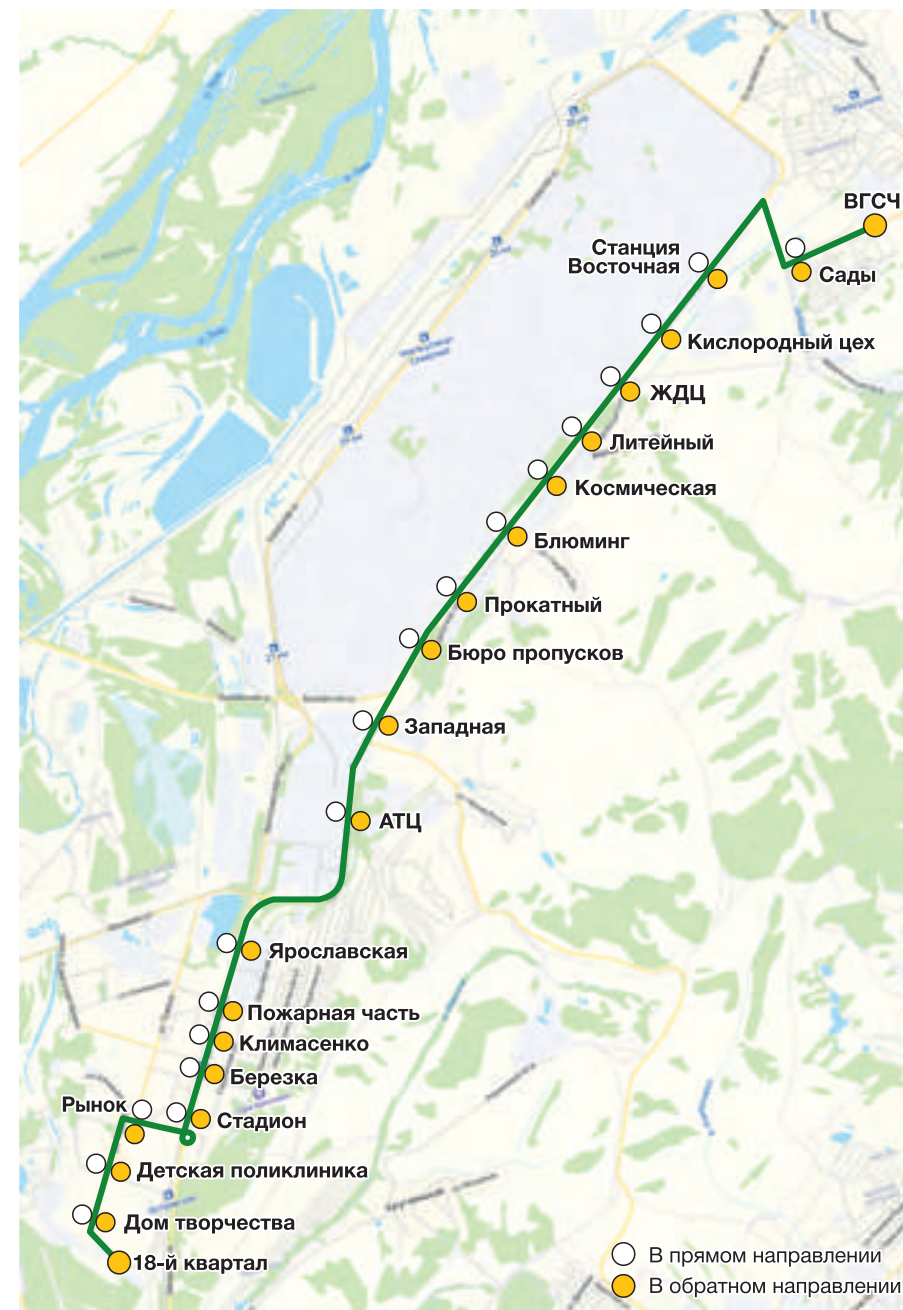 ВГСЧ
Станция
Восточная
Сады
Кислородный цех
ЖДЦ
Литейный
Космическая
Блюминг
Прокатный
Бюро пропусков
Западная
АТЦ
Ярославская
Пожарная часть
Климасенко
Березка
Рынок
Стадион
Детская поликлиника
Дом творчества
18-й квартал
В прямом направлении
В обратном направлении